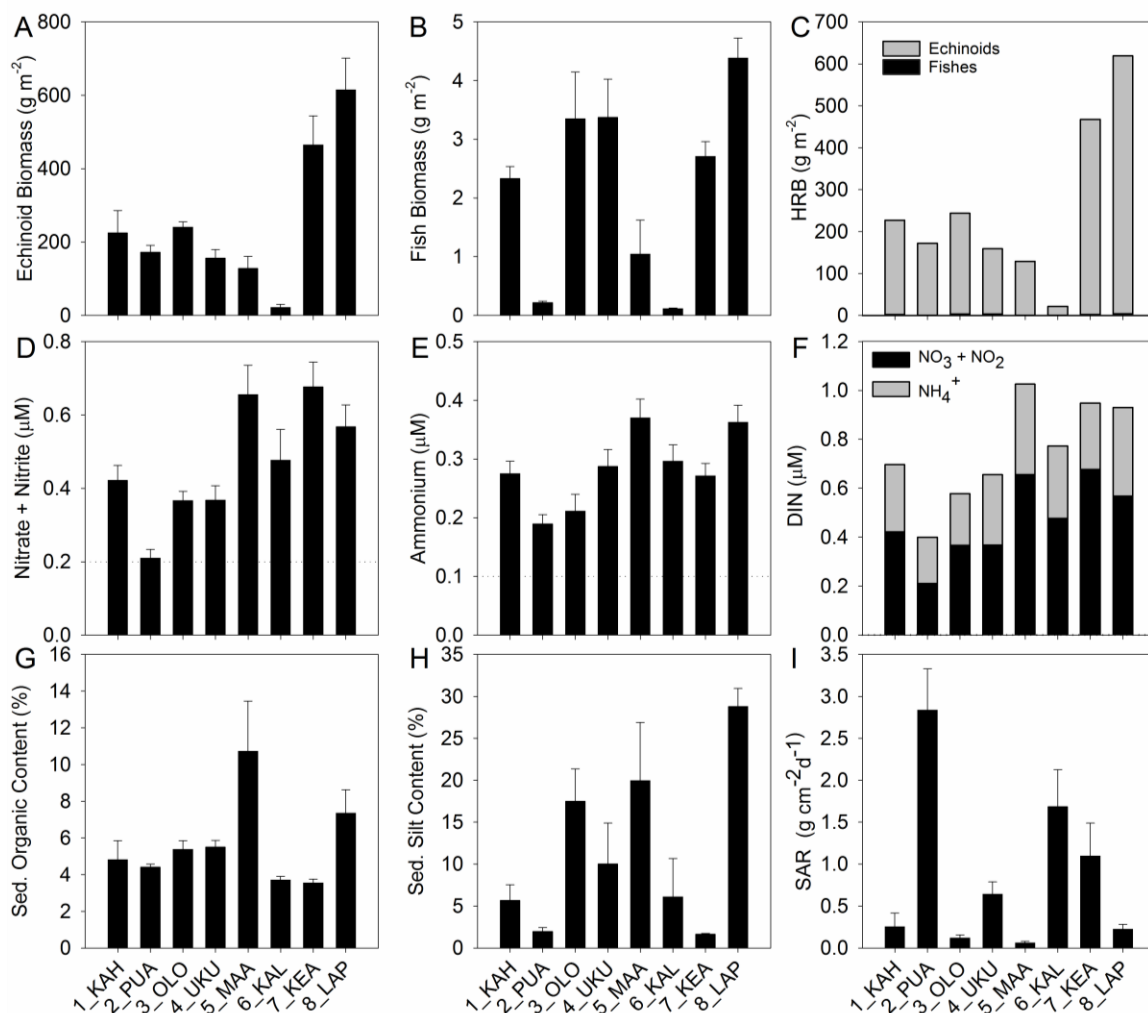 A
Echinoid Biomass (g m-2)
800
600
400
200
0
B
Fish Biomass (g m-2)
5
4
3
2
1
0
C
HRB (g m-2)
700
600
500
400
300
200
100
0
Echinoids
Fishes
D
Nitrate + Nitrite (µM)
0.8
0.6
0.4
0.2
0.0
E
Ammonium (µM)
0.5
0.4
0.3
0.2
0.1
0.0
F
DIN (µM)
1.2
1.0
0.8
0.6
0.4
0.2
0.0
NO3 + NO2
NH4+
G
Sed. Organic Content (%)
16
14
12
10
8
6
4
2
0
1_KAH
2_PUA
3_OLO
4_UKU
5_MAA
6_KAL
7_KEA
8_LAP
H
Sed. Silt Content (%)
35
30
25
20
15
10
5
0
1_KAH
2_PUA
3_OLO
4_UKU
5_MAA
6_KAL
7_KEA
8_LAP
I
SAR (g cm-2d-1)
3.5
3.0
2.5
2.0
1.5
1.0
0.5
0.0
1_KAH
2_PUA
3_OLO
4_UKU
5_MAA
6_KAL
7_KEA
8_LAP